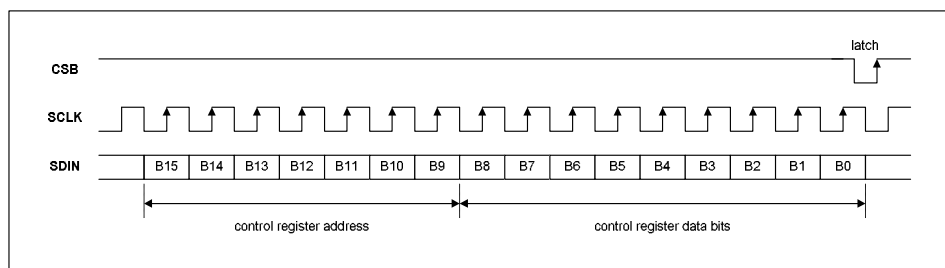 latch
CSB
SCLK
SDIN B15 B14 B13 B12 B11 B10 B9 B8 B7 B6 B5 B4 B3 B2 B1 B0
control register address control register data bits